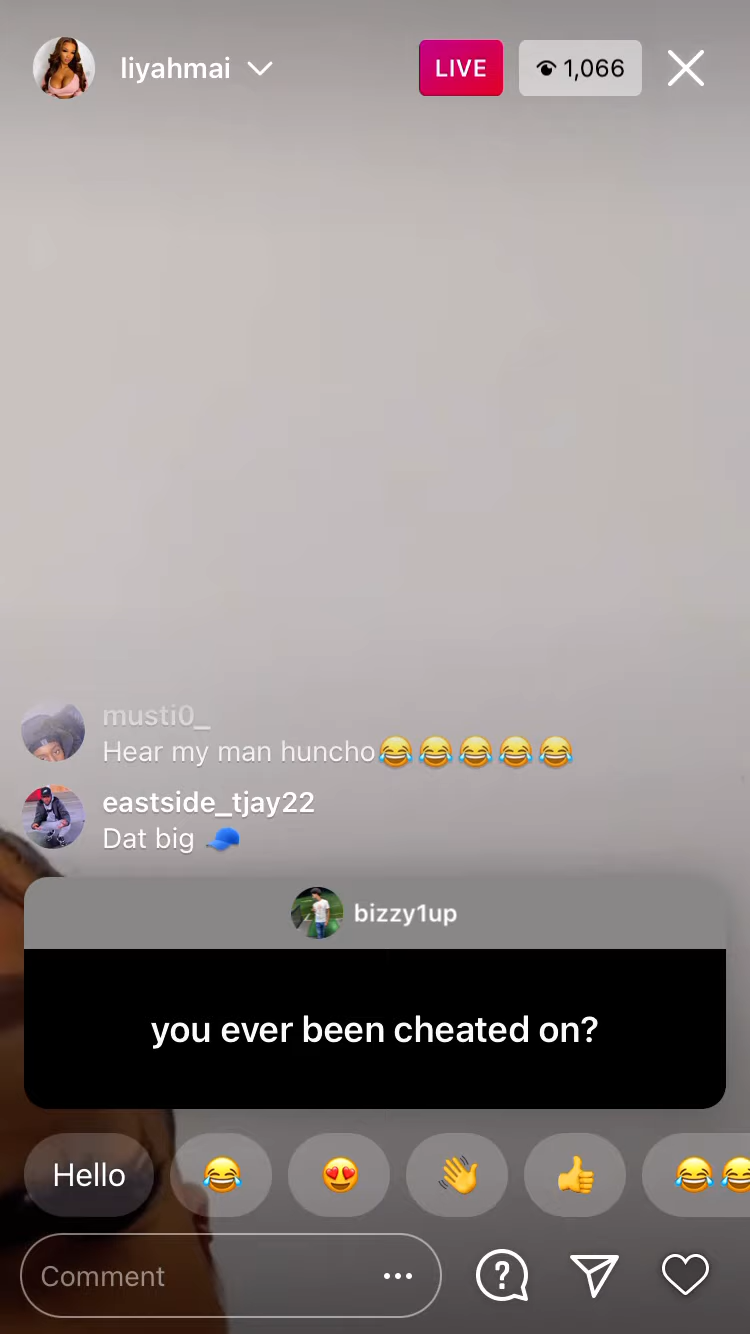 liyahmai
LIVE
1,066
musti0_
Hear my man huncho😂😂😂😂😂
eastside_tjay22
Dat big 🧢
bizzy1up
you ever been cheated on?
Hello
Comment